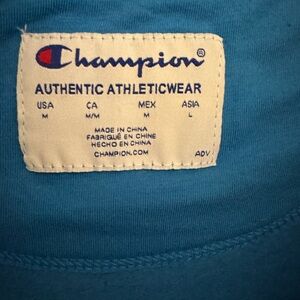 Champion®
AUTHENTIC ATHLETICWEAR
USA CA MEX ASIA
M M/M M L
MADE IN CHINA
FABRIQUÉ EN CHINE
HECHO EN CHINA
CHAMPION.COM
ADV